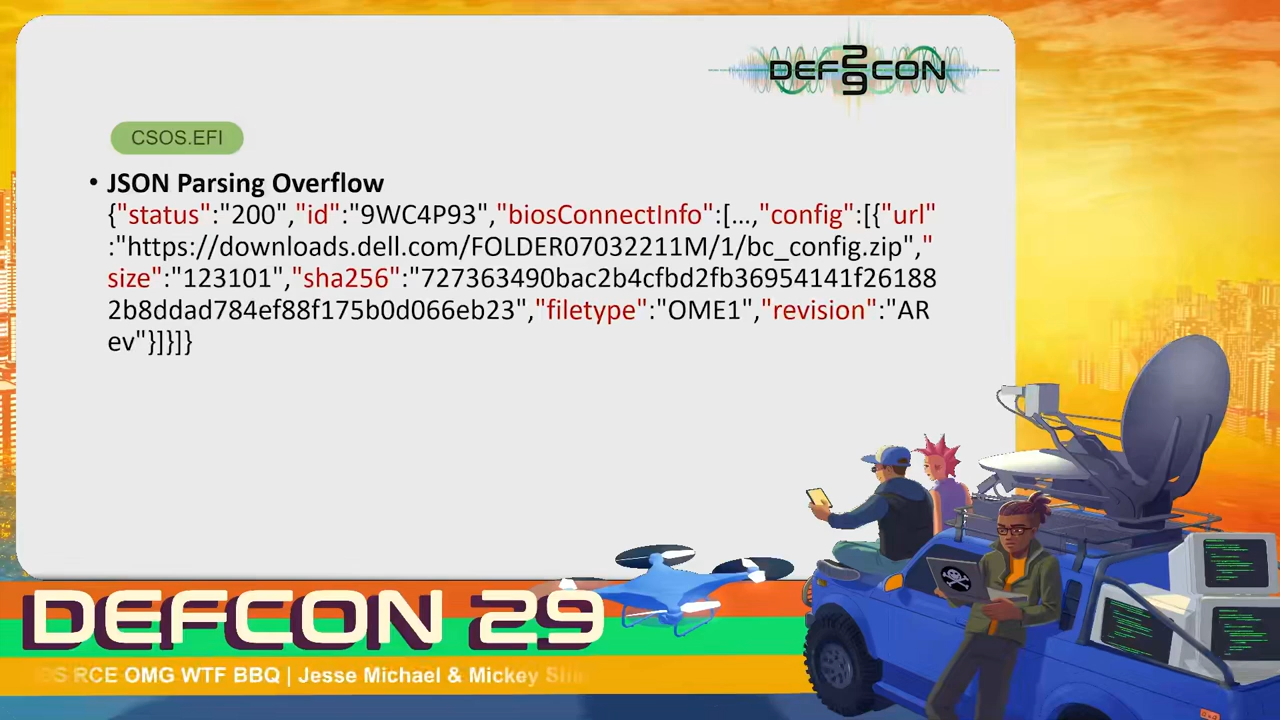 DEF CON
29
CSOS.EFI
• JSON Parsing Overflow
{"status":"200","id":"9WC4P93","biosConnectInfo":[…,"config":[{"url"
:"https://downloads.dell.com/FOLDER07032211M/1/bc_config.zip","
size":"123101","sha256":"727363490bac2b4cfbd2fb36954141f26188
2b8ddad784ef88f175b0d066eb23","filetype":"OME1","revision":"AR
ev"}]}]}
DEFCON 29
RCE OMG WTF BBQ | Jesse Michael & Mickey